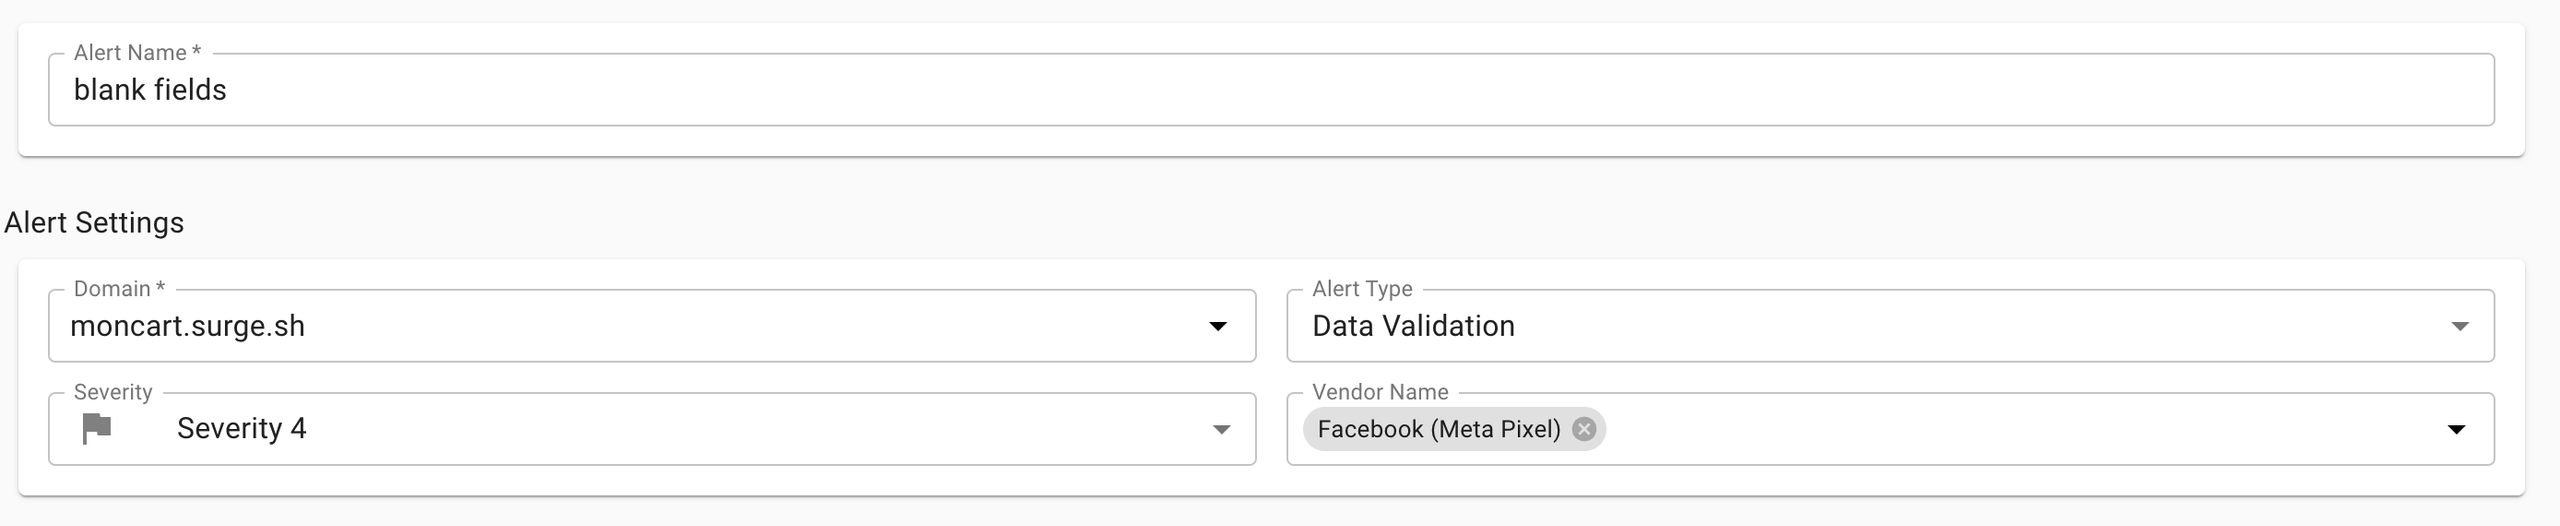 Alert Name *
blank fields
Alert Settings
Domain *
moncart.surge.sh
Alert Type
Data Validation
Severity
Severity 4
Vendor Name
Facebook (Meta Pixel)